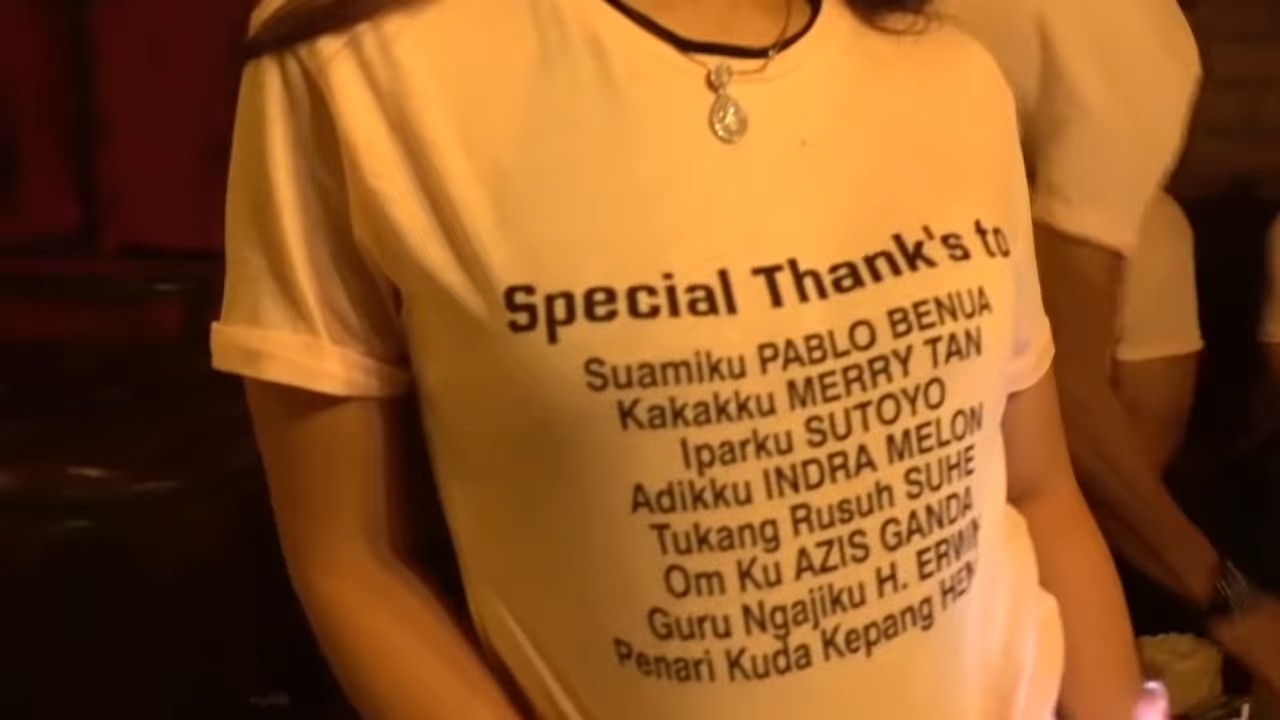 Special Thank's to
Suamiku PABLO BENUA
Kakakku MERRY TAN
Iparku SUTOYO
Adikku INDRA MELON
Tukang Rusuh SUHE
Om Ku AZIS GANDA
Guru Ngajiku H. ERWIN
Penari Kuda Kepang